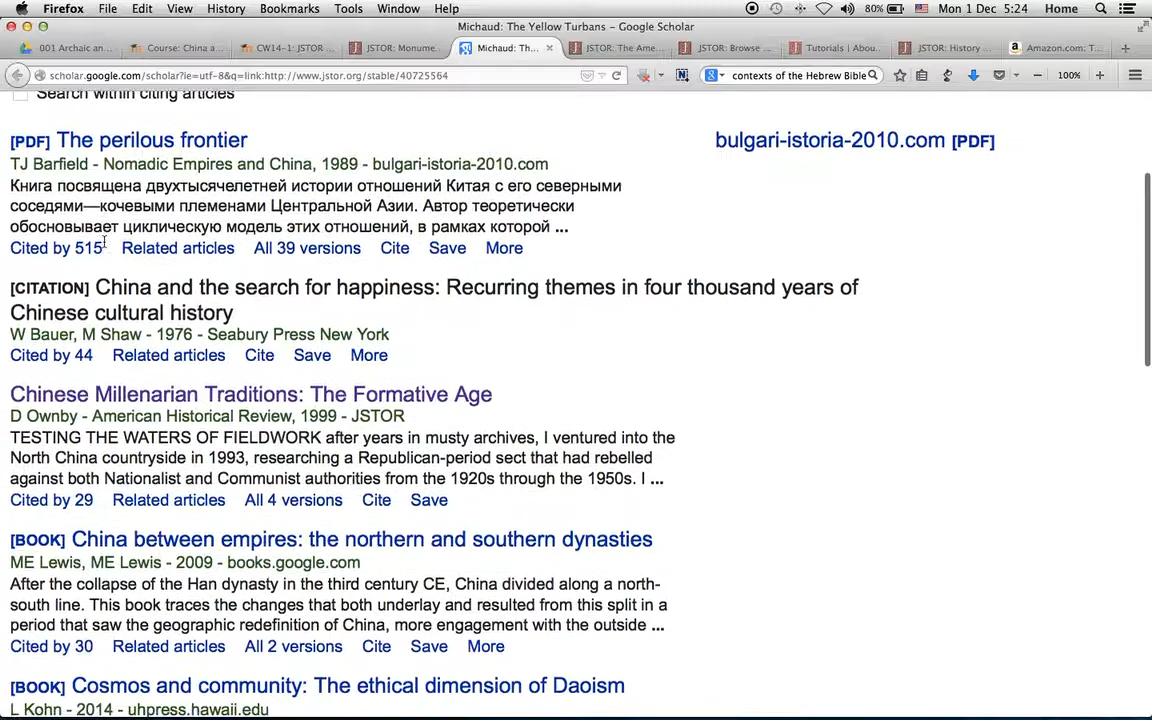 Firefox File Edit View History Bookmarks Tools Window Help 80% Mon 1 Dec 5:24 Home
Michaud: The Yellow Turbans - Google Scholar
001 Archaic an... Course: China a... CW14-1: JSTOR ... JSTOR: Monume... Michaud: Th... JSTOR: The Ame... JSTOR: Browse ... Tutorials | Abou... JSTOR: History ... Amazon.com: T...
scholar.google.com/scholar?ie=utf-8&q=link:http://www.jstor.org/stable/40725564 contexts of the Hebrew Bible 100%
Search within citing articles
[PDF] The perilous frontier bulgari-istoria-2010.com [PDF]
TJ Barfield - Nomadic Empires and China, 1989 - bulgari-istoria-2010.com
Книга посвящена двухтысячелетней истории отношений Китая с его северными
соседями—кочевыми племенами Центральной Азии. Автор теоретически
обосновывает циклическую модель этих отношений, в рамках которой ...
Cited by 515 Related articles All 39 versions Cite Save More
[CITATION] China and the search for happiness: Recurring themes in four thousand years of
Chinese cultural history
W Bauer, M Shaw - 1976 - Seabury Press New York
Cited by 44 Related articles Cite Save More
Chinese Millenarian Traditions: The Formative Age
D Ownby - American Historical Review, 1999 - JSTOR
TESTING THE WATERS OF FIELDWORK after years in musty archives, I ventured into the
North China countryside in 1993, researching a Republican-period sect that had rebelled
against both Nationalist and Communist authorities from the 1920s through the 1950s. I ...
Cited by 29 Related articles All 4 versions Cite Save
[BOOK] China between empires: the northern and southern dynasties
ME Lewis, ME Lewis - 2009 - books.google.com
After the collapse of the Han dynasty in the third century CE, China divided along a north-
south line. This book traces the changes that both underlay and resulted from this split in a
period that saw the geographic redefinition of China, more engagement with the outside ...
Cited by 30 Related articles All 2 versions Cite Save More
[BOOK] Cosmos and community: The ethical dimension of Daoism
L Kohn - 2014 - uhpress.hawaii.edu